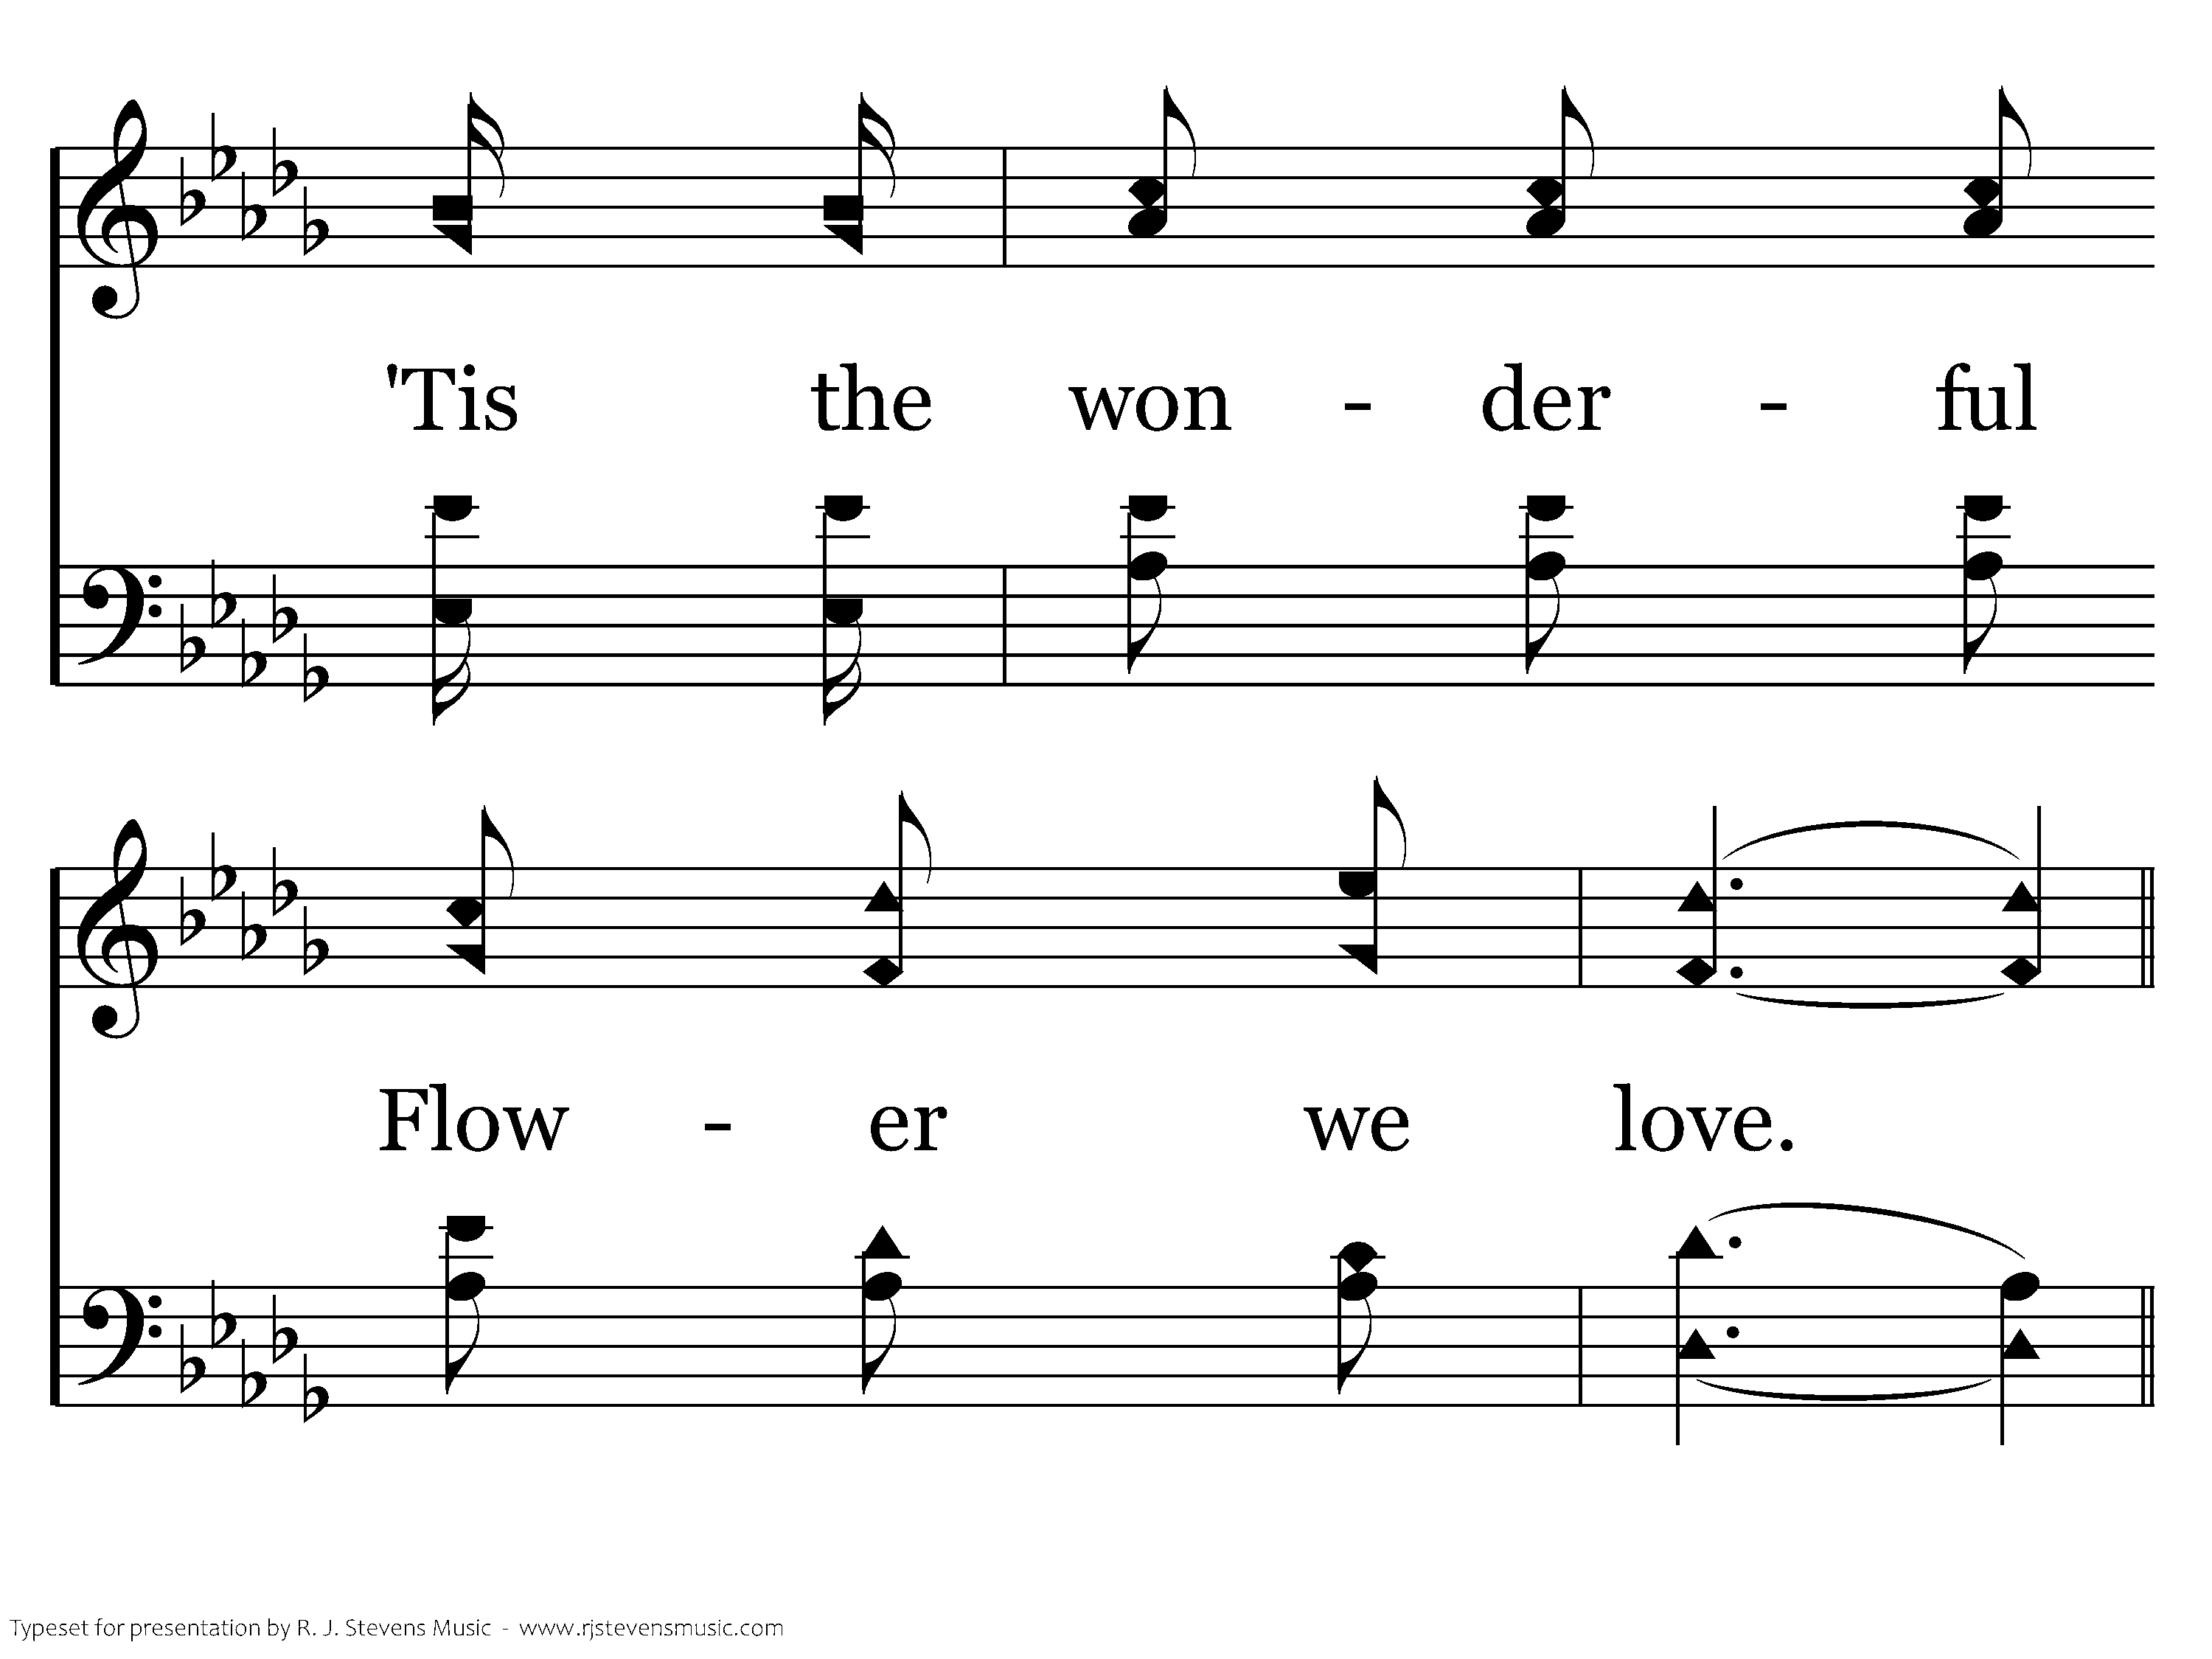 'Tis the won - der - ful
Flow - er we love.
Typeset for presentation by R. J. Stevens Music - www.rjstevensmusic.com